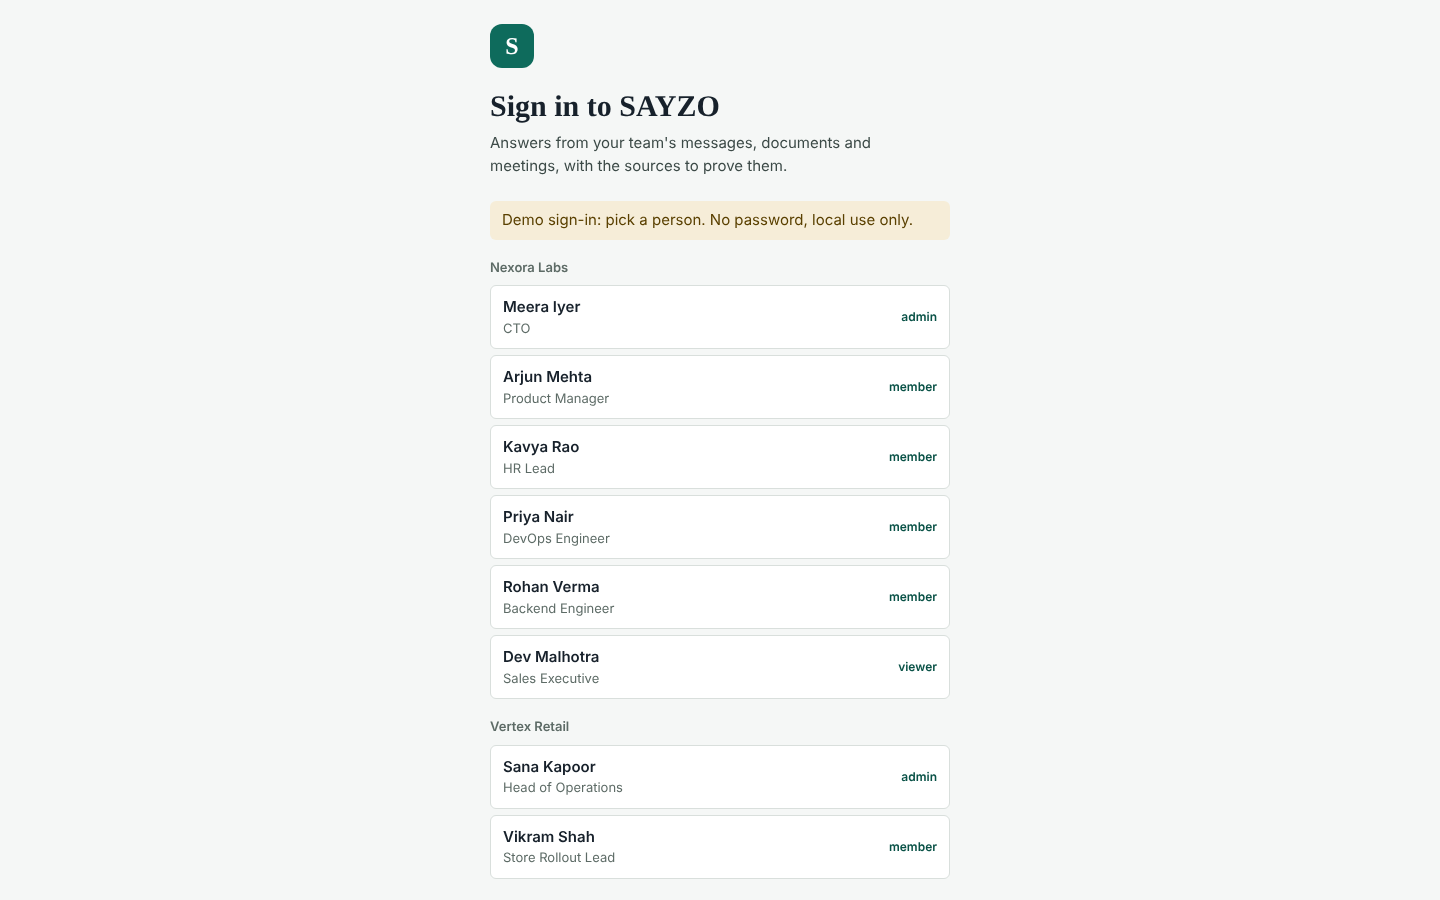 S
Sign in to SAYZO
Answers from your team's messages, documents and
meetings, with the sources to prove them.
Demo sign-in: pick a person. No password, local use only.
Nexora Labs
Meera Iyer
CTO
admin
Arjun Mehta
Product Manager
member
Kavya Rao
HR Lead
member
Priya Nair
DevOps Engineer
member
Rohan Verma
Backend Engineer
member
Dev Malhotra
Sales Executive
viewer
Vertex Retail
Sana Kapoor
Head of Operations
admin
Vikram Shah
Store Rollout Lead
member